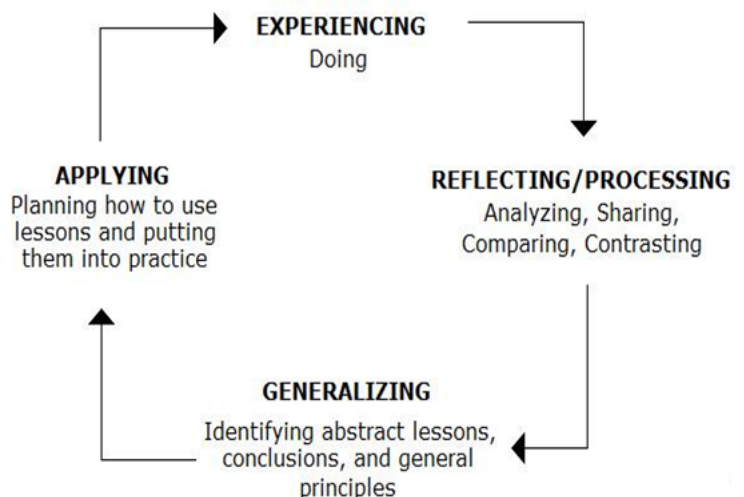 EXPERIENCING
Doing
REFLECTING/PROCESSING
Analyzing, Sharing,
Comparing, Contrasting
GENERALIZING
Identifying abstract lessons,
conclusions, and general
principles
APPLYING
Planning how to use
lessons and putting
them into practice